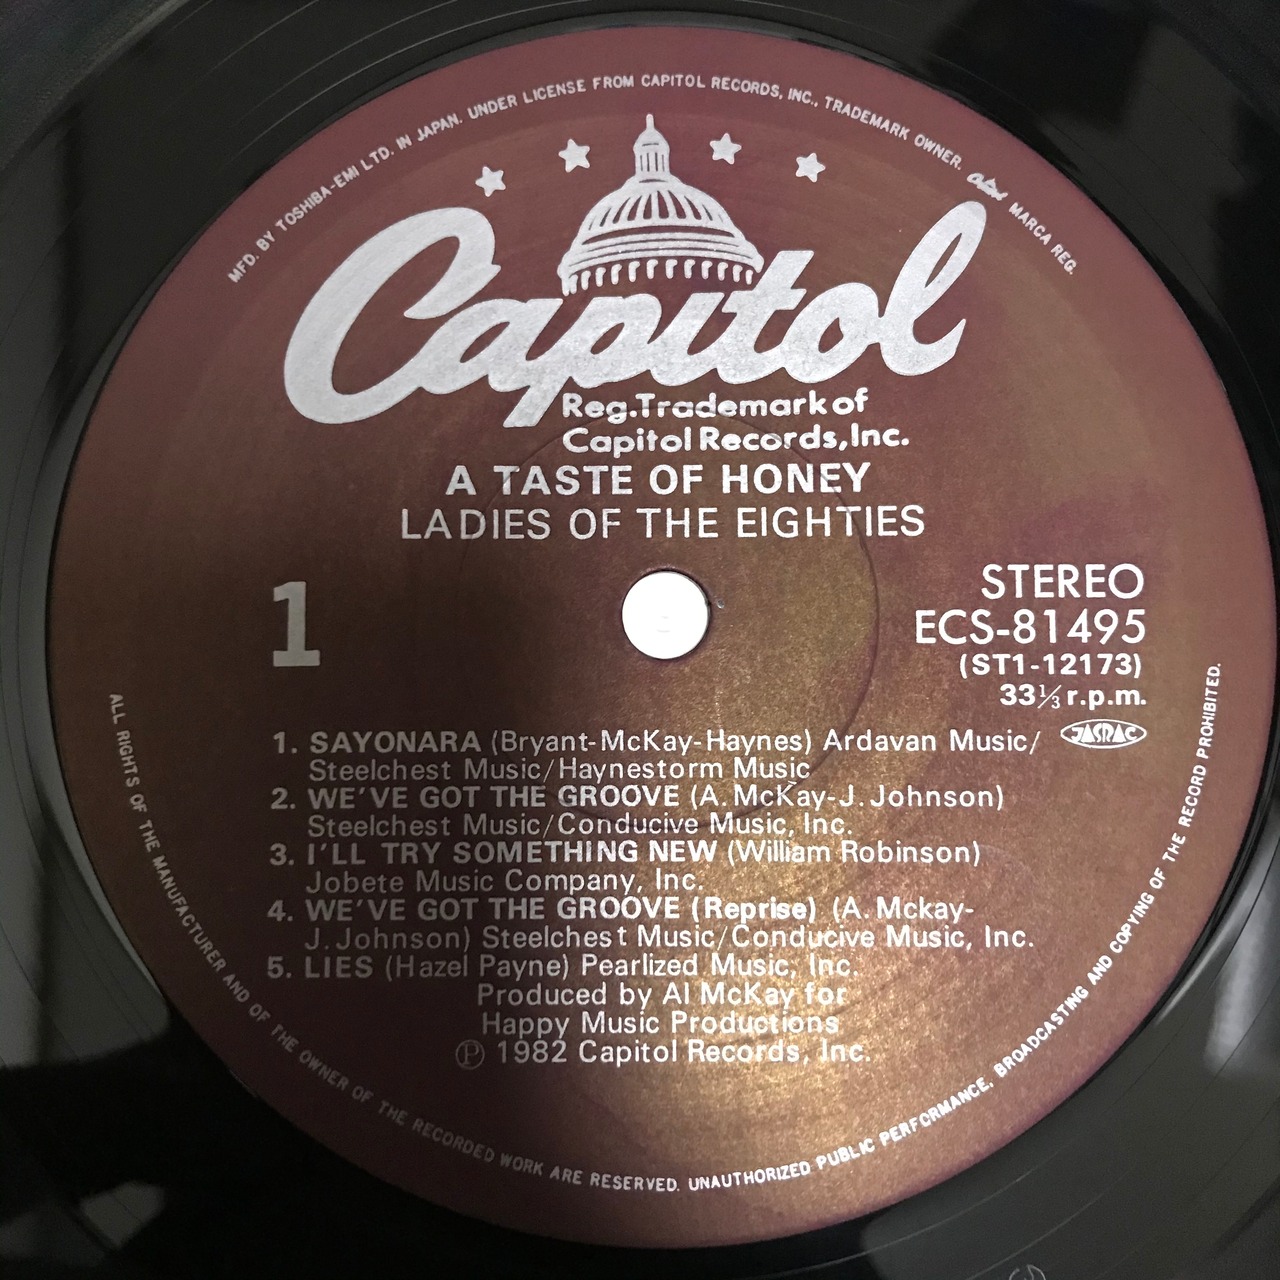 MFD. BY TOSHIBA-EMI LTD. IN JAPAN. UNDER LICENSE FROM CAPITOL RECORDS, INC., TRADEMARK OWNER. Capitol MARCA REG.
Capitol
Reg.Trademark of
Capitol Records,Inc.
A TASTE OF HONEY
LADIES OF THE EIGHTIES
1
STEREO
ECS-81495
(ST1-12173)
33⅓ r.p.m.
JASRAC
1. SAYONARA (Bryant-McKay-Haynes) Ardavan Music/
Steelchest Music/Haynestorm Music
2. WE'VE GOT THE GROOVE (A. McKay-J. Johnson)
Steelchest Music/Conducive Music, Inc.
3. I'LL TRY SOMETHING NEW (William Robinson)
Jobete Music Company, Inc.
4. WE'VE GOT THE GROOVE (Reprise) (A. Mckay-
J. Johnson) Steelchest Music/Conducive Music, Inc.
5. LIES (Hazel Payne) Pearlized Music, Inc.
Produced by Al McKay for
Happy Music Productions
℗ 1982 Capitol Records, Inc.
ALL RIGHTS OF THE MANUFACTURER AND OF THE OWNER OF THE RECORDED WORK ARE RESERVED. UNAUTHORIZED PUBLIC PERFORMANCE, BROADCASTING AND COPYING OF THE RECORD PROHIBITED.